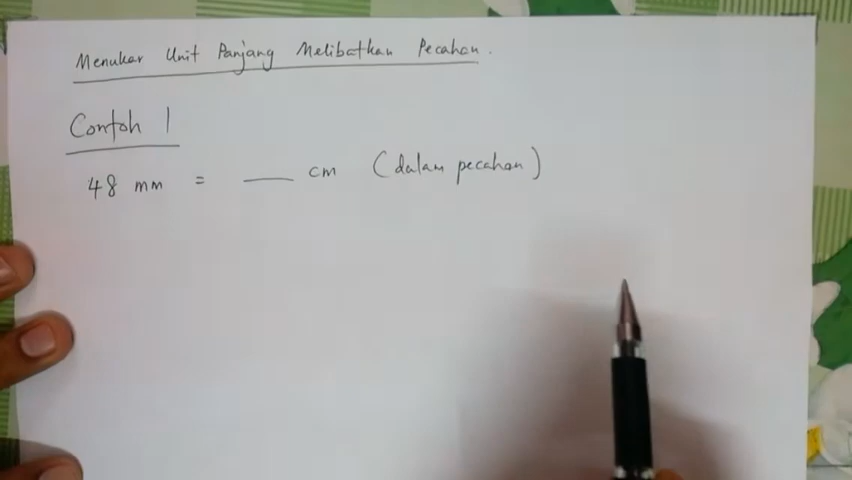 Menukar Unit Panjang Melibatkan Pecahan.
Contoh 1
48 mm = ___ cm (dalam pecahan)